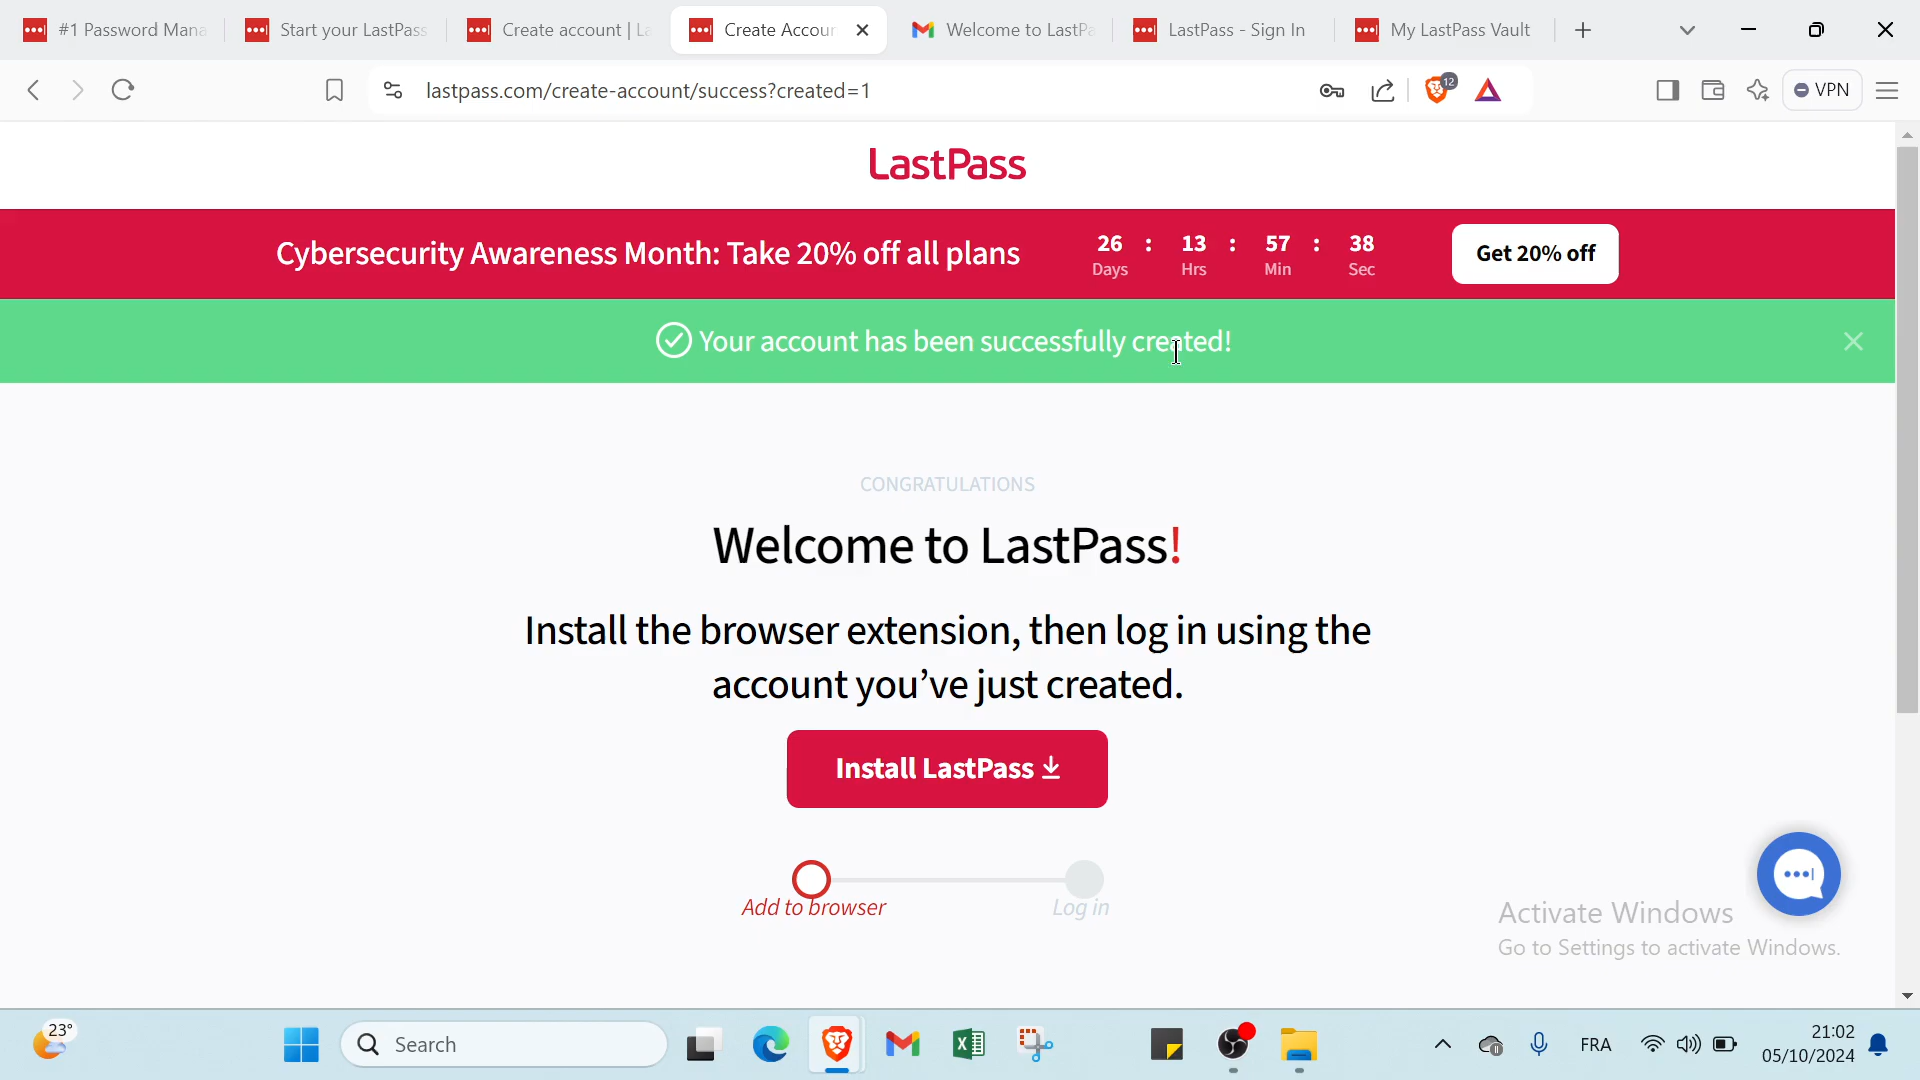 #1 Password Mana
Start your LastPass
Create account | La
Create Accour
Welcome to LastPa
LastPass - Sign In
My LastPass Vault
lastpass.com/create-account/success?created=1
12
VPN
LastPass
Cybersecurity Awareness Month: Take 20% off all plans
26 : 13 : 57 : 38
Days Hrs Min Sec
Get 20% off
Your account has been successfully created!
CONGRATULATIONS
Welcome to LastPass!
Install the browser extension, then log in using the
account you’ve just created.
Install LastPass
Add to browser
Log in
Activate Windows
Go to Settings to activate Windows.
23°
Search
FRA
21:02
05/10/2024